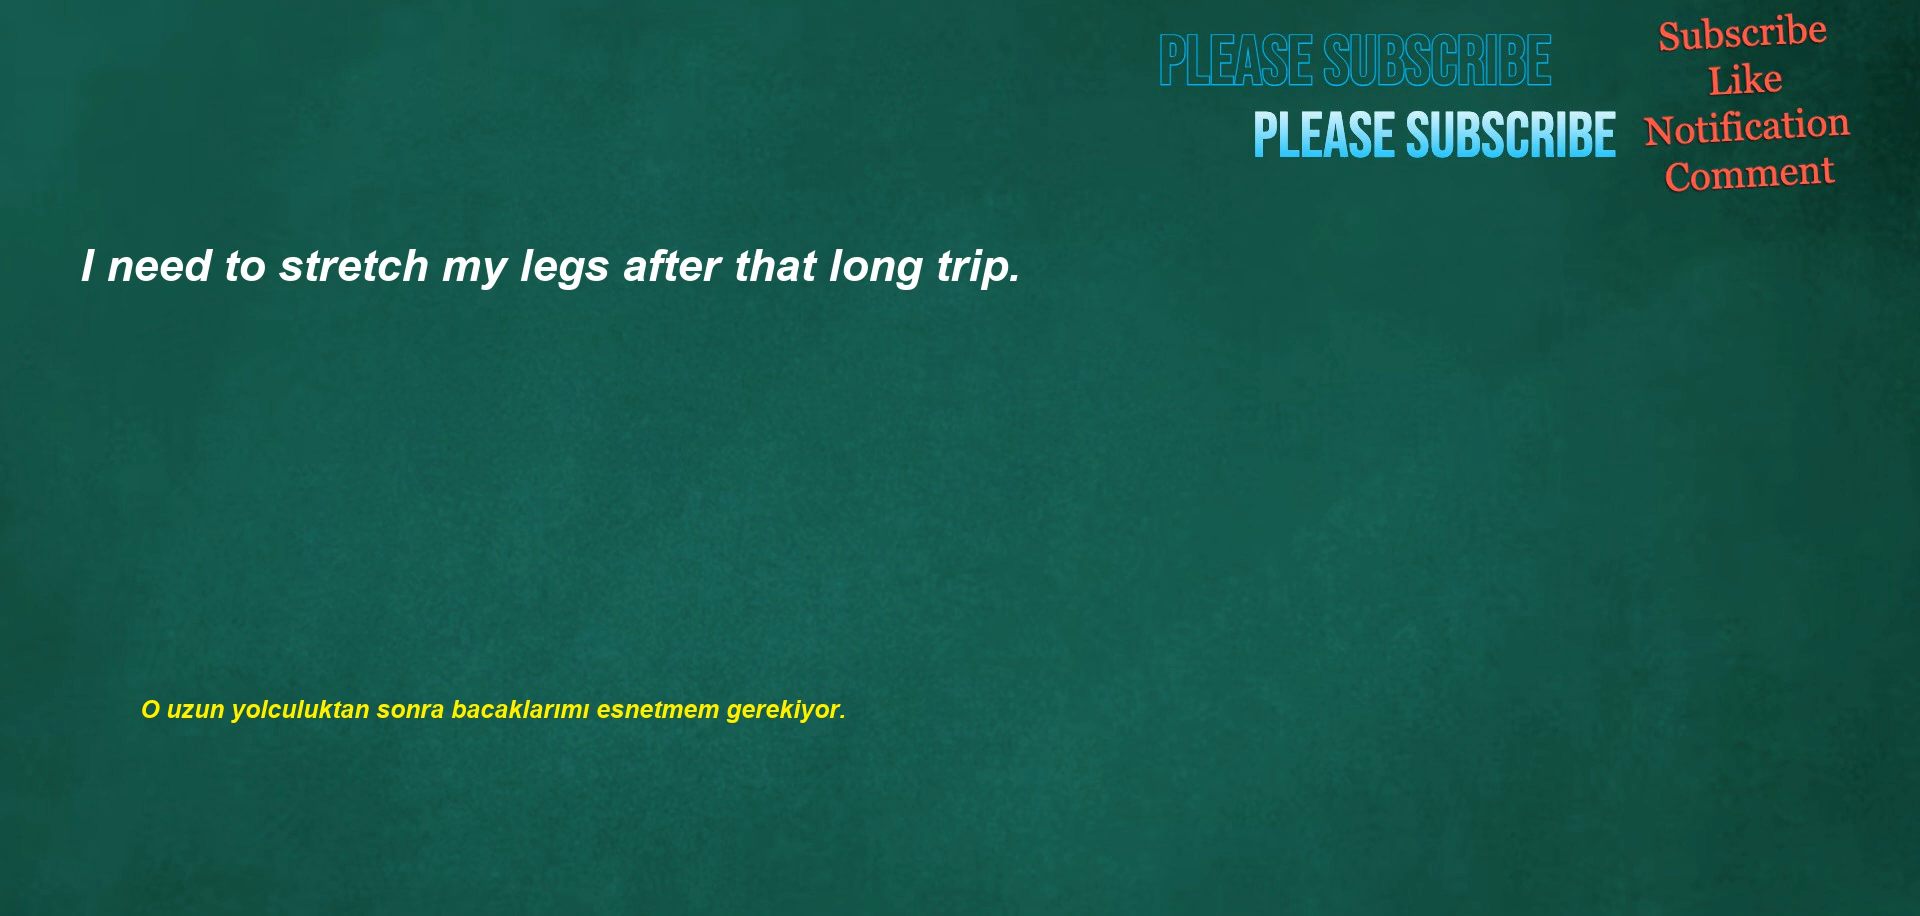 PLEASE SUBSCRIBE
PLEASE SUBSCRIBE
Subscribe
Like
Notification
Comment
I need to stretch my legs after that long trip.
O uzun yolculuktan sonra bacaklarımı esnetmem gerekiyor.